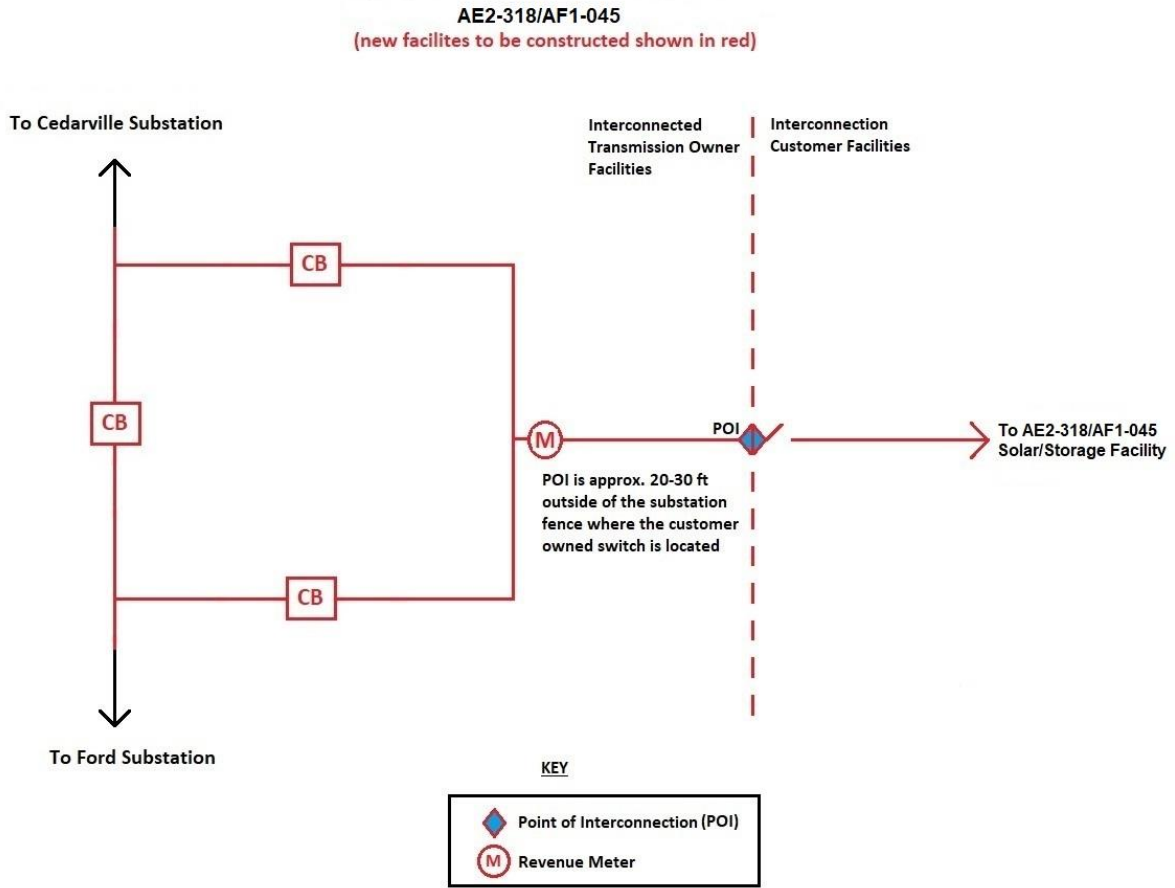 AE2-318/AF1-045
(new facilites to be constructed shown in red)
To Cedarville Substation
Interconnected
Transmission Owner
Facilities
Interconnection
Customer Facilities
CB
CB
M
POI
To AE2-318/AF1-045
Solar/Storage Facility
POI is approx. 20-30 ft
outside of the substation
fence where the customer
owned switch is located
CB
To Ford Substation
KEY
Point of Interconnection (POI)
M Revenue Meter